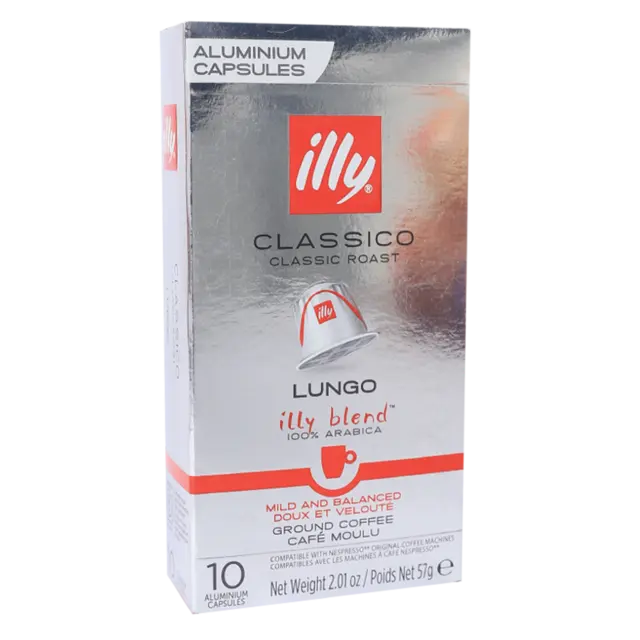 ALUMINIUM
CAPSULES
illy
illy®
CLASSICO
CLASSIC ROAST
CLASSICO
illy
LUNGO
illy blend™
100% ARABICA
MILD AND BALANCED
DOUX ET VELOUTÉ
GROUND COFFEE
CAFÉ MOULU
COMPATIBLE WITH NESPRESSO** ORIGINAL COFFEE MACHINES
COMPATIBLES AVEC LES MACHINES À CAFÉ NESPRESSO**
10
ALUMINIUM
CAPSULES
Net Weight 2.01 oz / Poids Net 57g ℮